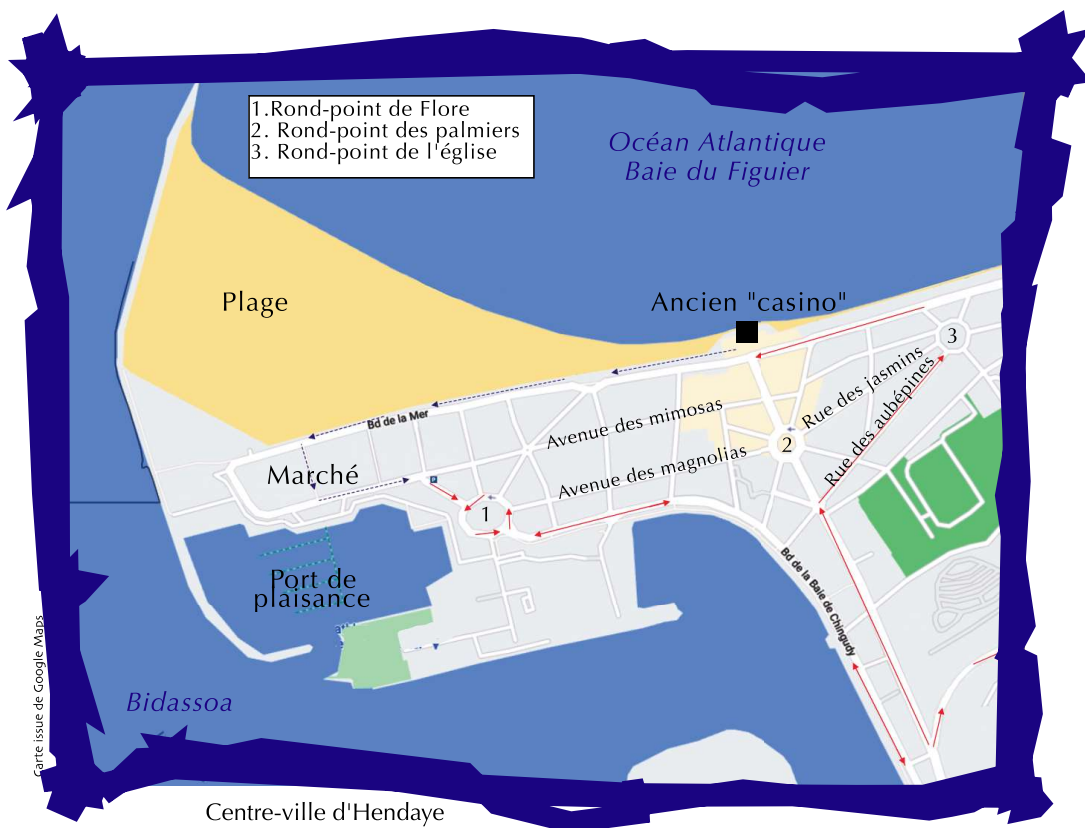 1.Rond-point de Flore
2. Rond-point des palmiers
3. Rond-point de l'église
Océan Atlantique
Baie du Figuier
Plage
Ancien "casino"
3
Rue des jasmins
Rue des aubépines
Bd de la Mer
Avenue des mimosas
2
Avenue des magnolias
Marché
P
1
Bd de la Baie de Chingudy
Port de
plaisance
Bidassoa
Carte issue de Google Maps
Centre-ville d'Hendaye